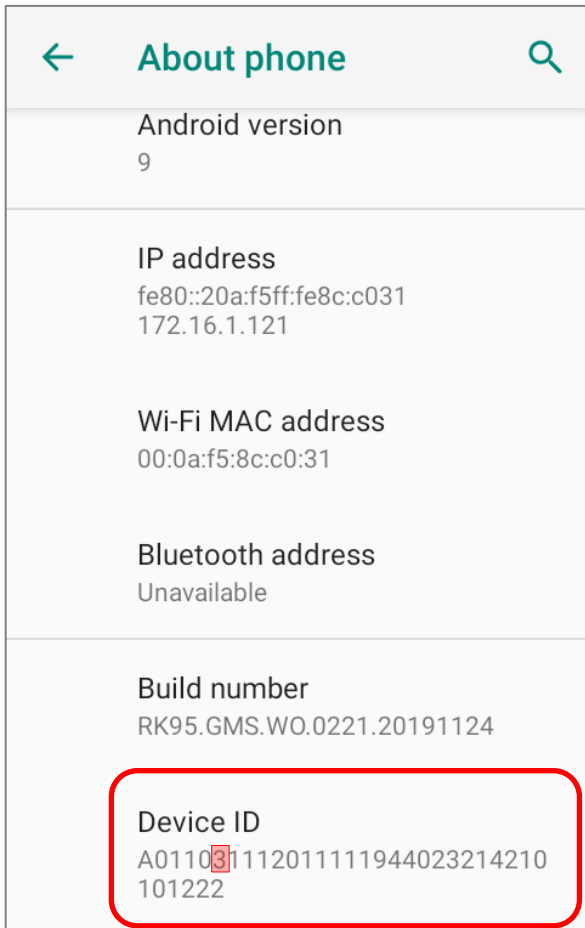 About phone
Android version
9
IP address
fe80::20a:f5ff:fe8c:c031
172.16.1.121
Wi-Fi MAC address
00:0a:f5:8c:c0:31
Bluetooth address
Unavailable
Build number
RK95.GMS.WO.0221.20191124
Device ID
A011031112011111944023214210
101222